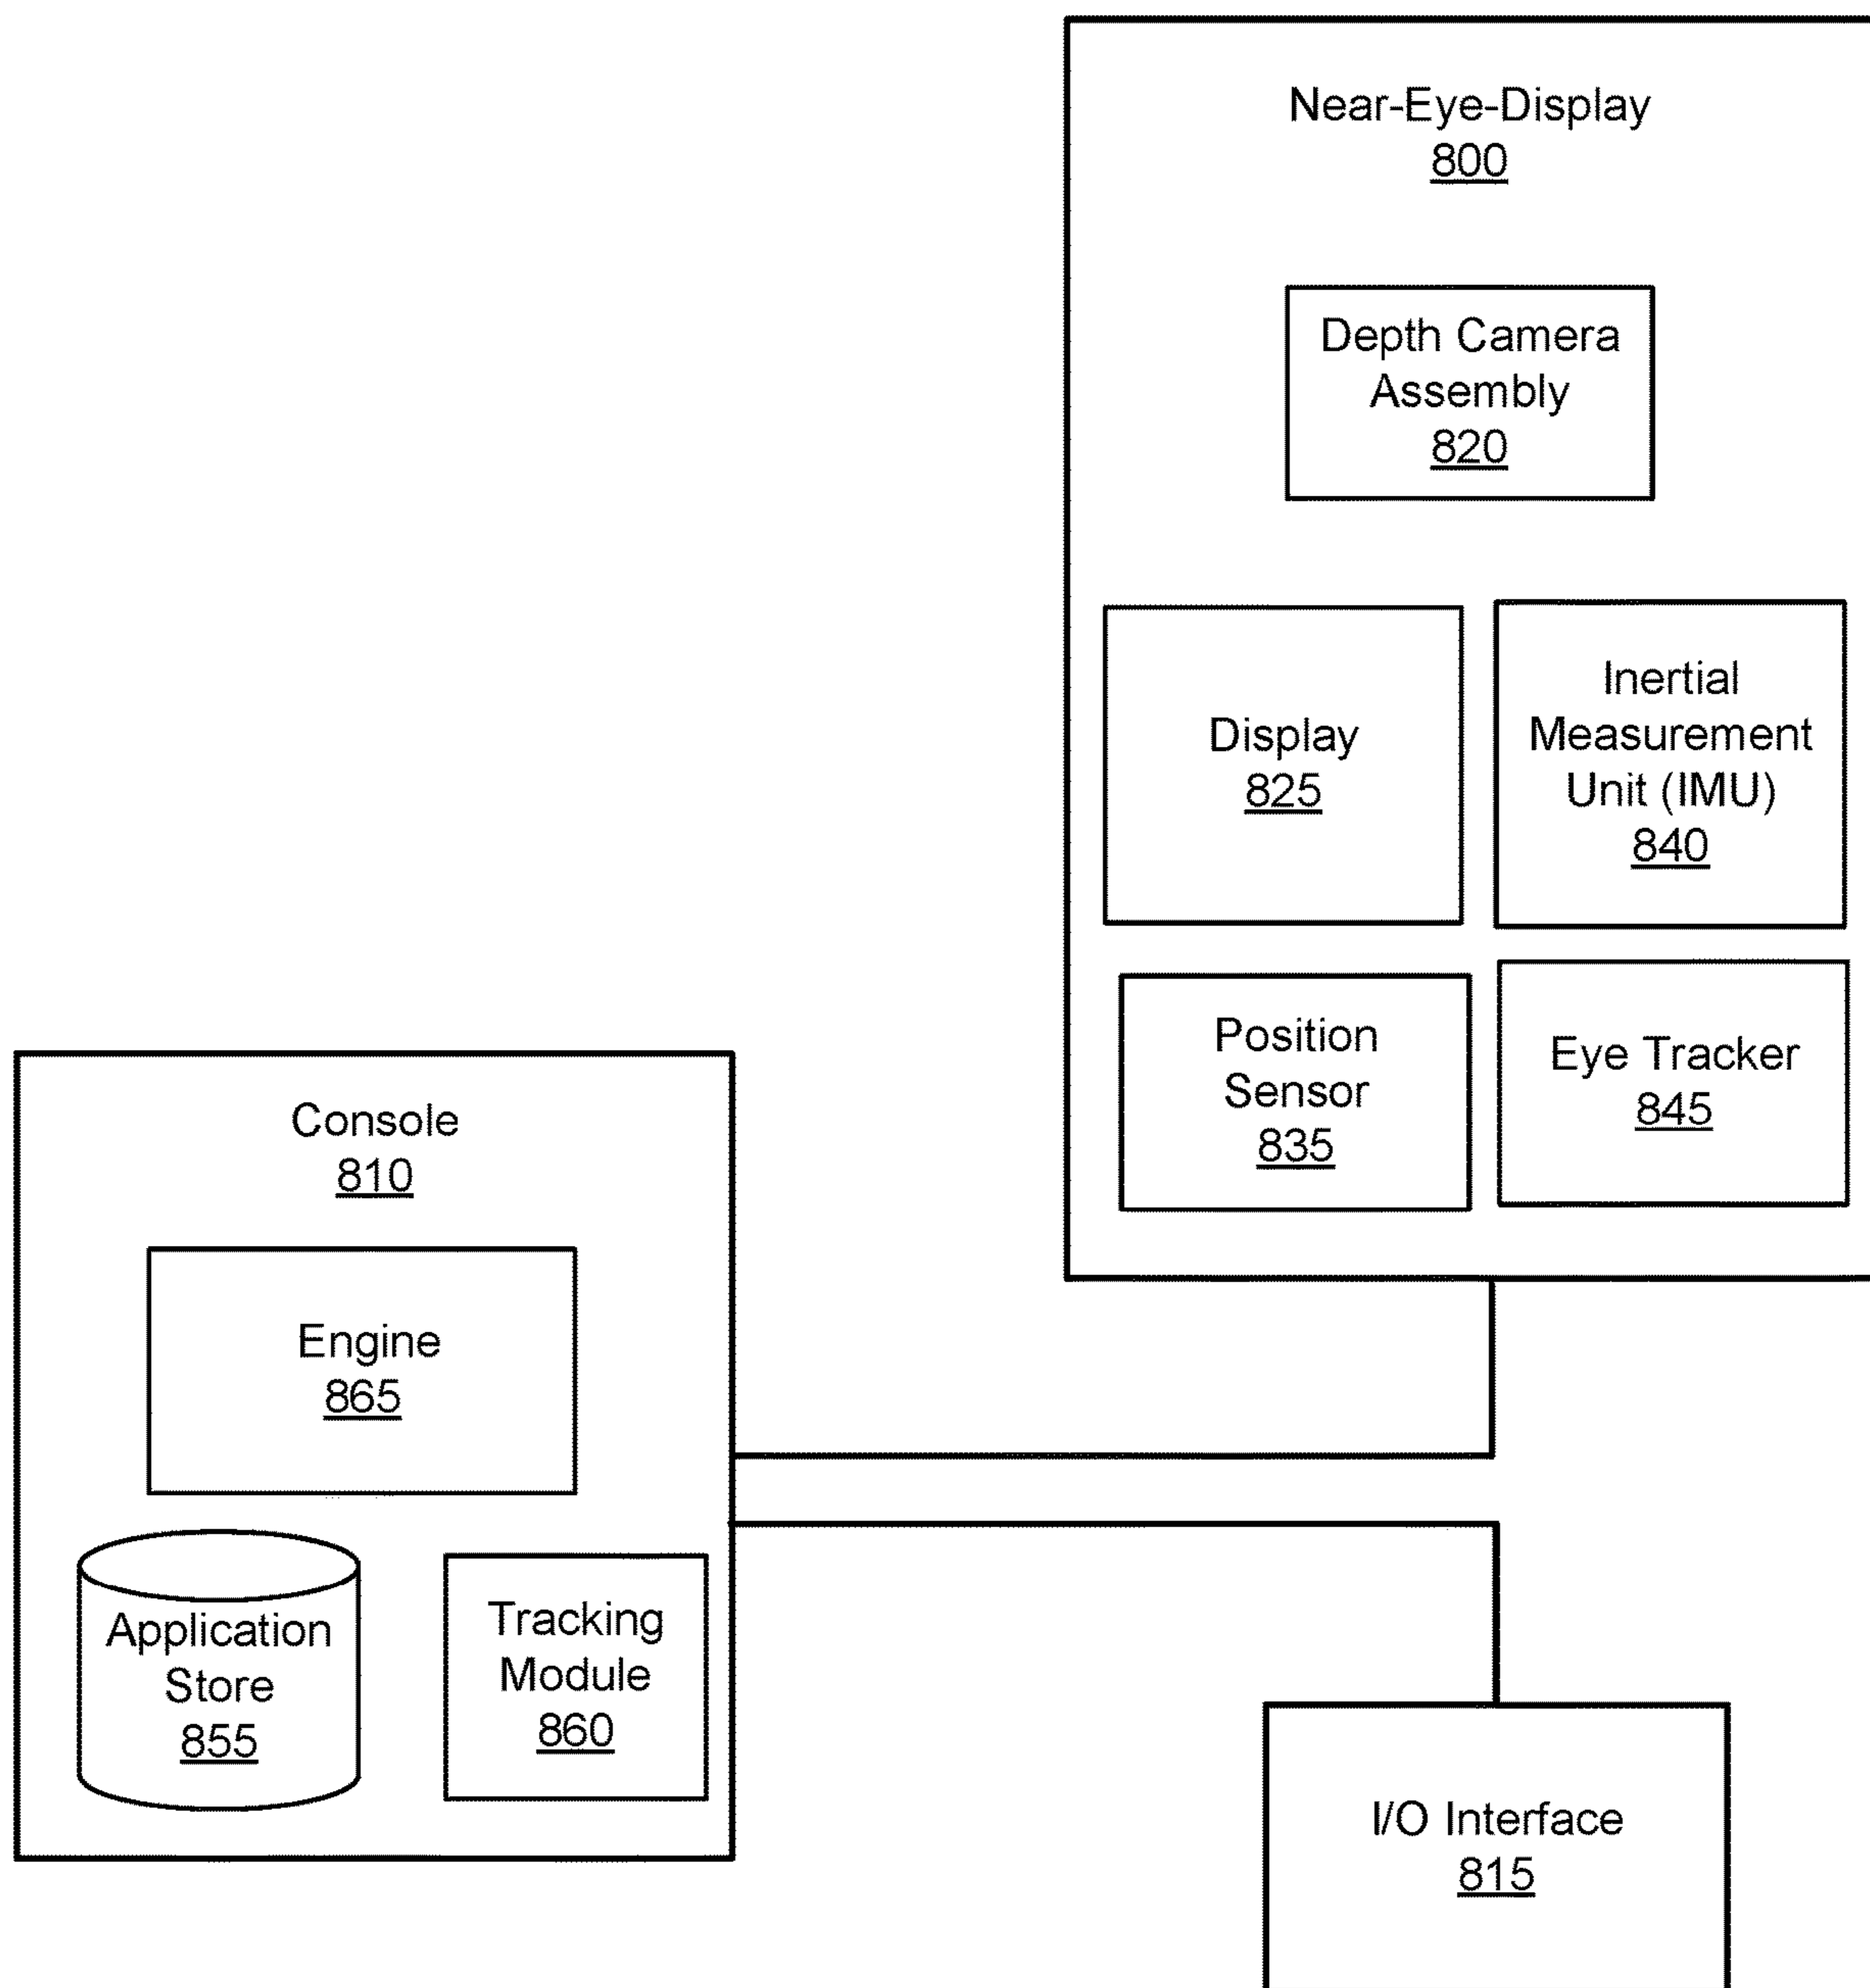 Near-Eye-Display
800
Depth Camera
Assembly
820
Display
825
Inertial
Measurement
Unit (IMU)
840
Position
Sensor
835
Eye Tracker
845
Console
810
Engine
865
Application
Store
855
Tracking
Module
860
I/O Interface
815